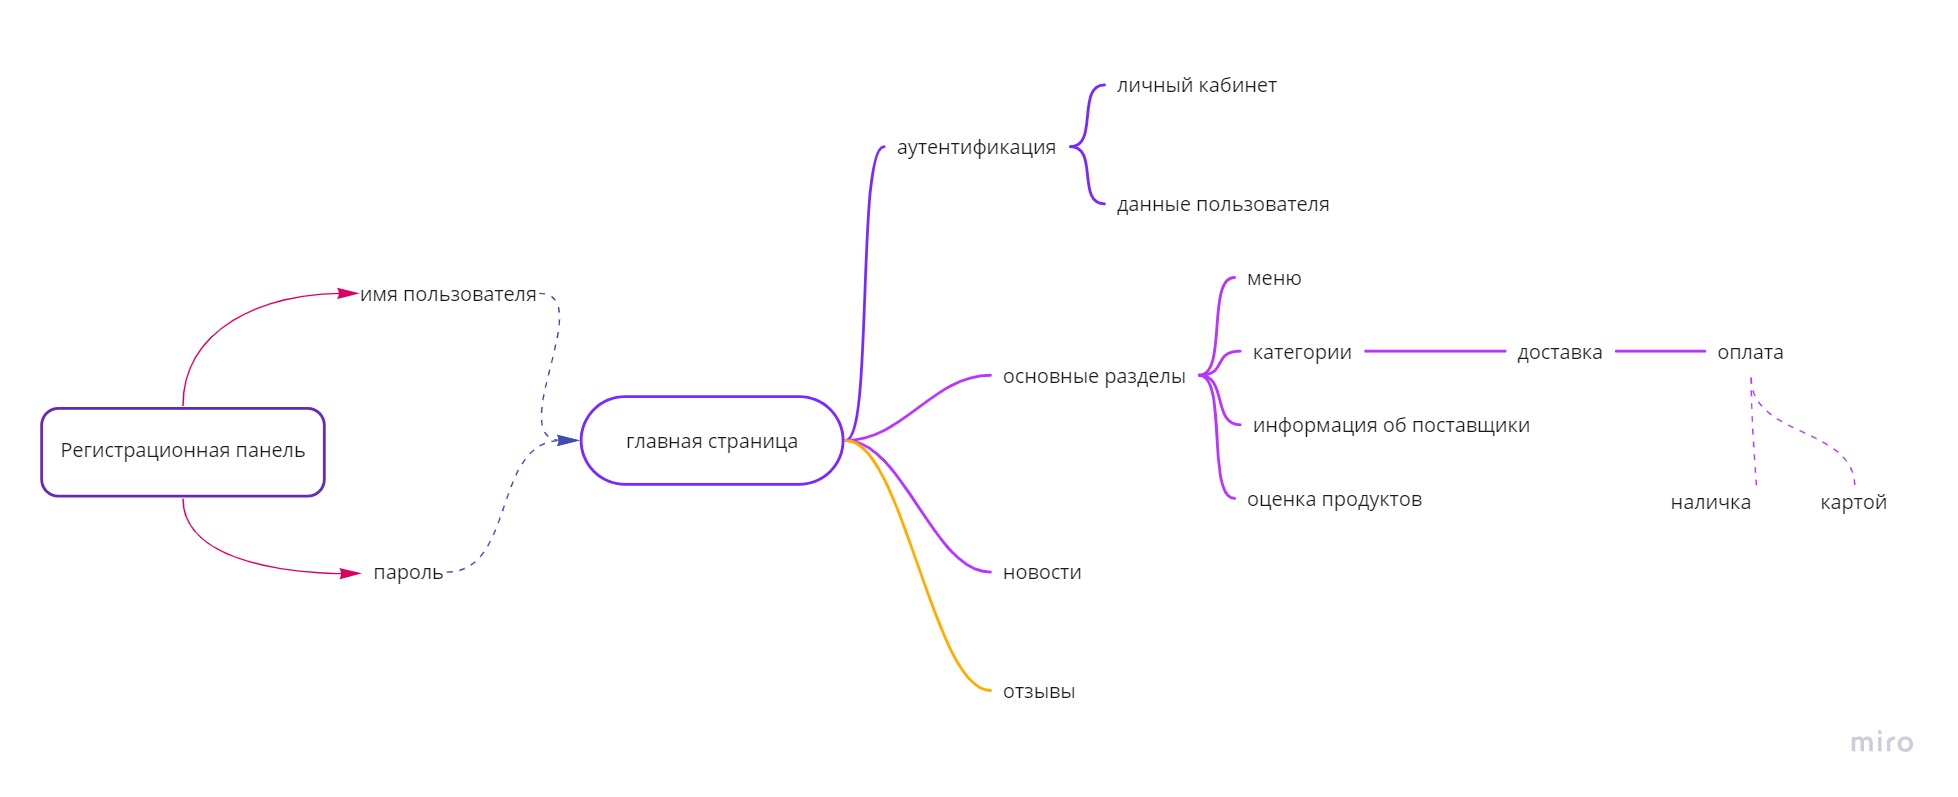 Регистрационная панель
имя пользователя
пароль
главная страница
аутентификация
личный кабинет
данные пользователя
основные разделы
меню
категории
доставка
оплата
наличка
картой
информация об поставщики
оценка продуктов
новости
отзывы
miro